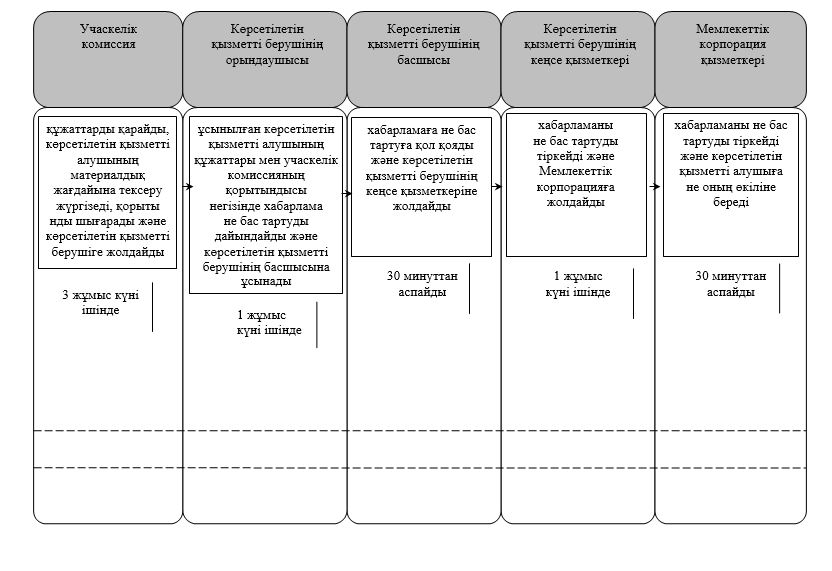 Учаскелік
комиссия
Көрсетілетін
қызметті берушінің
орындаушысы
Көрсетілетін
қызметті берушінің
басшысы
Көрсетілетін
қызметті берушінің
кеңсе қызметкері
Мемлекеттік
корпорация
қызметкері
құжаттарды қарайды,
көрсетілетін қызметті
алушының
материалдық
жағдайына тексеру
жүргізеді, қорыты
нды шығарады және
көрсетілетін қызметті
берушіге жолдайды
3 жұмыс күні
ішінде
ұсынылған көрсетілетін
қызметті алушының
құжаттары мен учаскелік
комиссияның
қорытындысы
негізінде хабарлама
не бас тартуды
дайындайды және
көрсетілетін қызметті
берушінің басшысына
ұсынады
1 жұмыс
күні ішінде
хабарламаға не бас
тартуға қол қояды
және көрсетілетін
қызметті берушінің
кеңсе қызметкеріне
жолдайды
30 минуттан
аспайды
хабарламаны
не бас тартуды
тіркейді және
Мемлекеттік
корпорацияға
жолдайды
1 жұмыс
күні ішінде
хабарламаны не бас
тартуды тіркейді
және көрсетілетін
қызметті алушыға
не оның өкіліне
береді
30 минуттан
аспайды